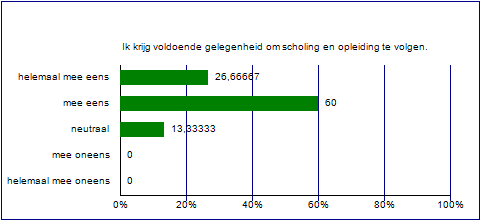 Ik krijg voldoende gelegenheid om scholing en opleiding te volgen.
helemaal mee eens 26,66667
mee eens 60
neutraal 13,33333
mee oneens 0
helemaal mee oneens 0
0% 20% 40% 60% 80% 100%